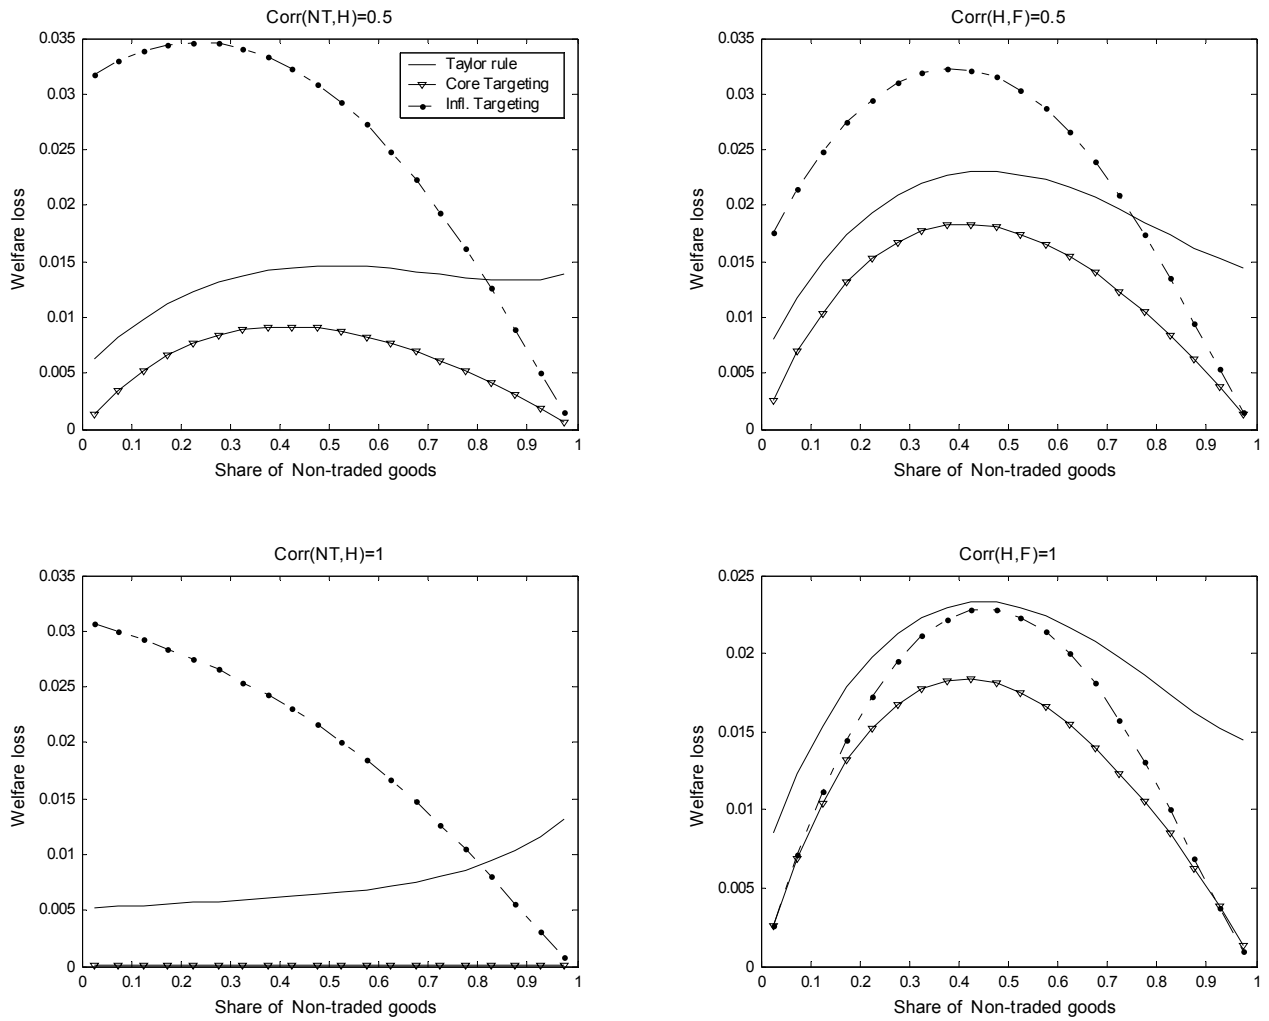 Corr(NT,H)=0.5
0.035
0.03
0.025
0.02
0.015
0.01
0.005
0
Welfare loss
Taylor rule
Core Targeting
Infl. Targeting
0 0.1 0.2 0.3 0.4 0.5 0.6 0.7 0.8 0.9 1
Share of Non-traded goods
Corr(H,F)=0.5
0.035
0.03
0.025
0.02
0.015
0.01
0.005
0
Welfare loss
0 0.1 0.2 0.3 0.4 0.5 0.6 0.7 0.8 0.9 1
Share of Non-traded goods
Corr(NT,H)=1
0.035
0.03
0.025
0.02
0.015
0.01
0.005
0
Welfare loss
0 0.1 0.2 0.3 0.4 0.5 0.6 0.7 0.8 0.9 1
Share of Non-traded goods
Corr(H,F)=1
0.025
0.02
0.015
0.01
0.005
0
Welfare loss
0 0.1 0.2 0.3 0.4 0.5 0.6 0.7 0.8 0.9 1
Share of Non-traded goods